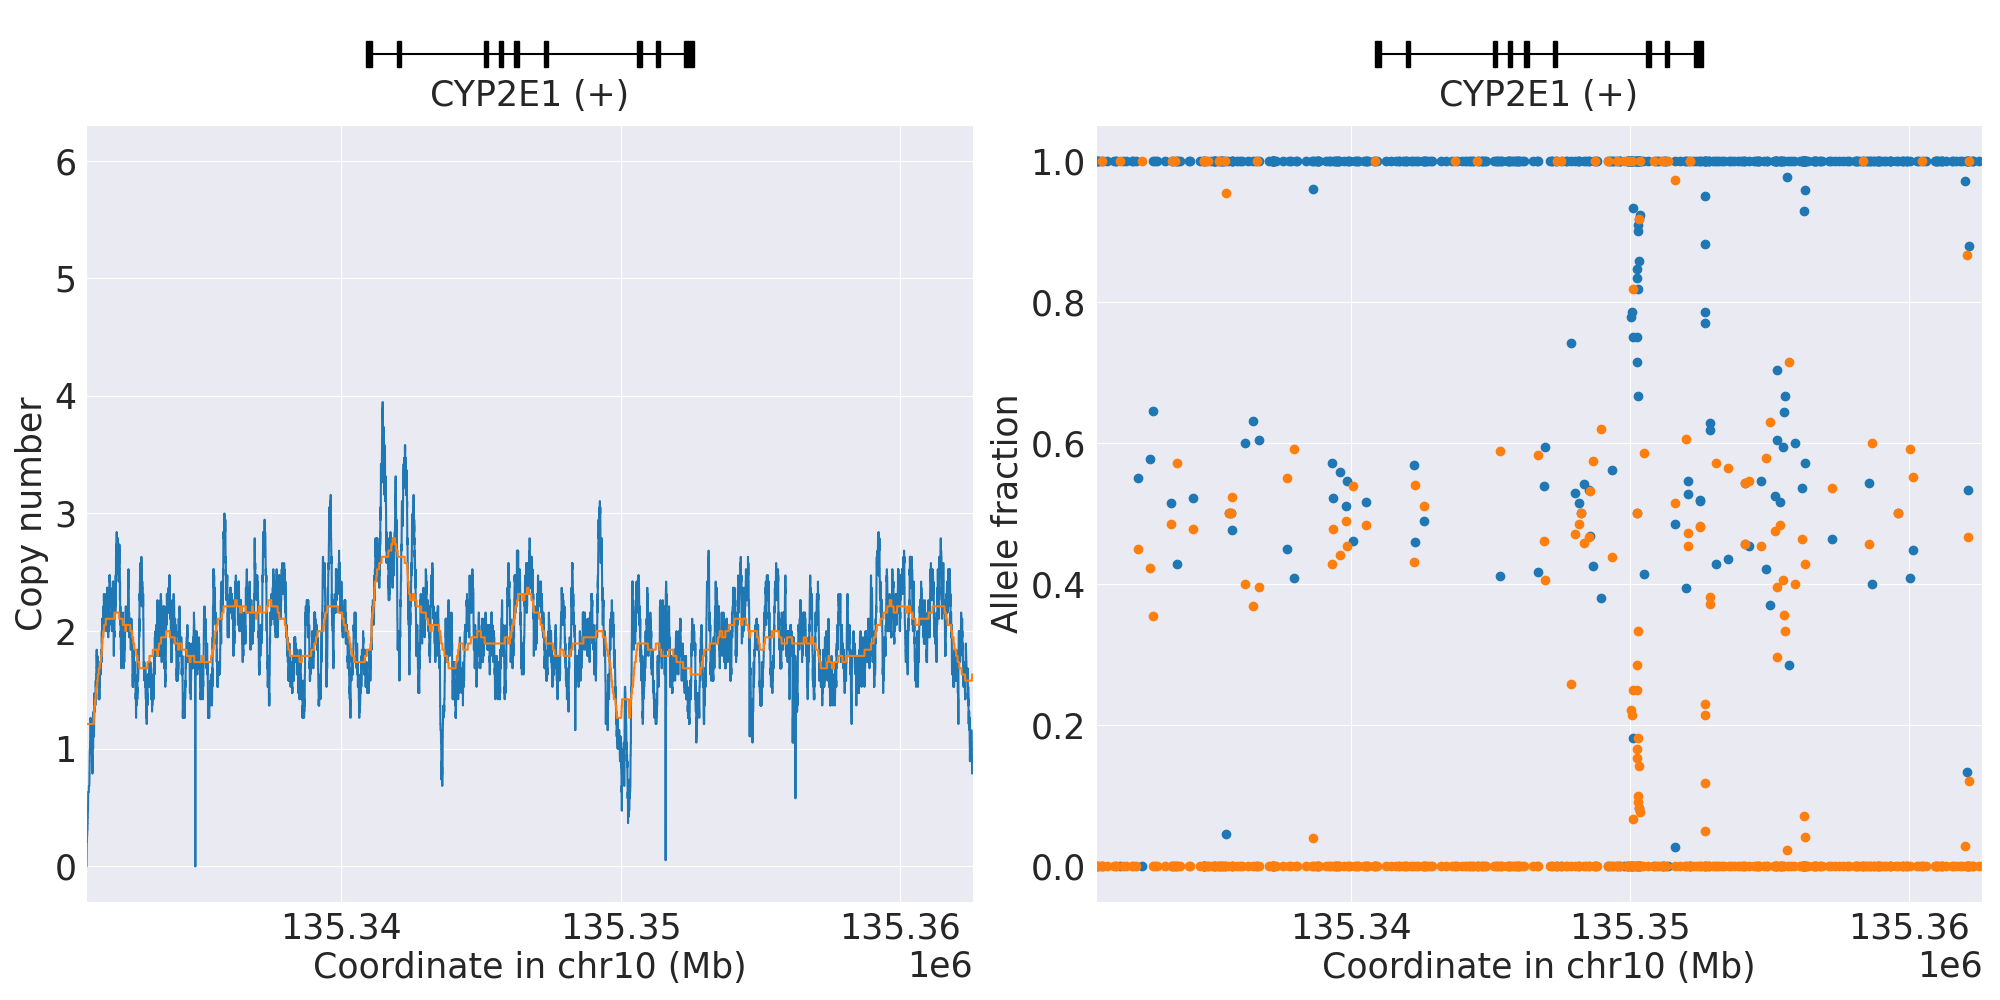 CYP2E1 (+)
6
5
4
3
2
1
0
Copy number
135.34 135.35 135.36
Coordinate in chr10 (Mb)
1e6
CYP2E1 (+)
1.0
0.8
0.6
0.4
0.2
0.0
Allele fraction
135.34 135.35 135.36
Coordinate in chr10 (Mb)
1e6